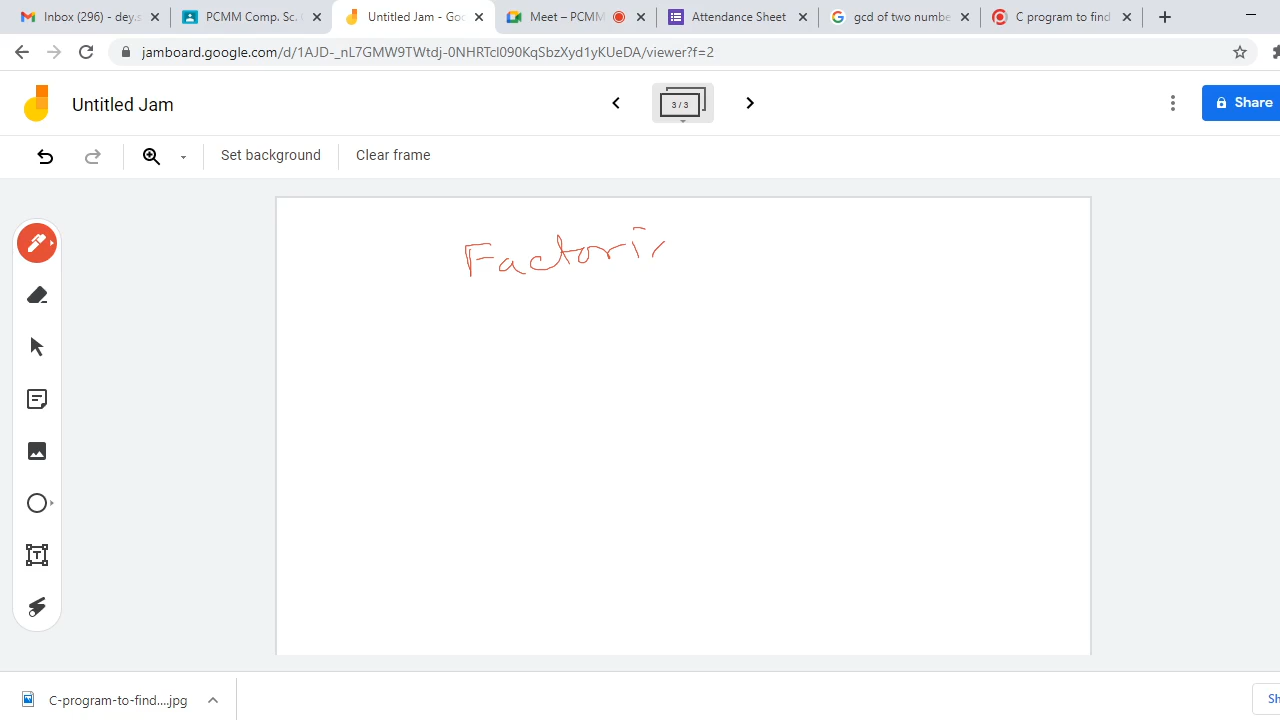 Inbox (296) - dey.s
PCMM Comp. Sc.
Untitled Jam - Goo
Meet – PCMM
Attendance Sheet
gcd of two numbe
C program to find
jamboard.google.com/d/1AJD-_nL7GMW9TWtdj-0NHRTcl090KqSbzXyd1yKUeDA/viewer?f=2
Untitled Jam
3 / 3
Share
Set background
Clear frame
Factori
C-program-to-find....jpg
Sh